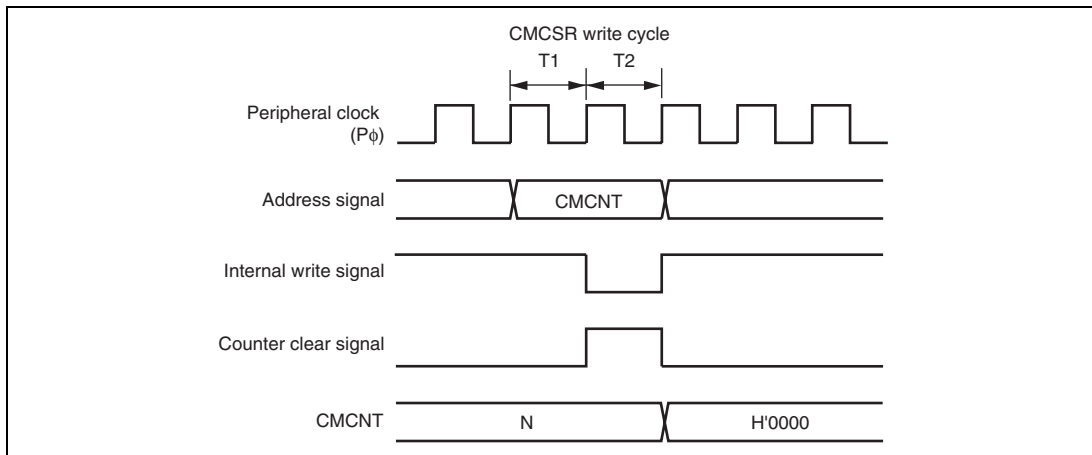 CMCSR write cycle
T1 T2
Peripheral clock
(Pϕ)
Address signal
CMCNT
Internal write signal
Counter clear signal
CMCNT
N
H'0000